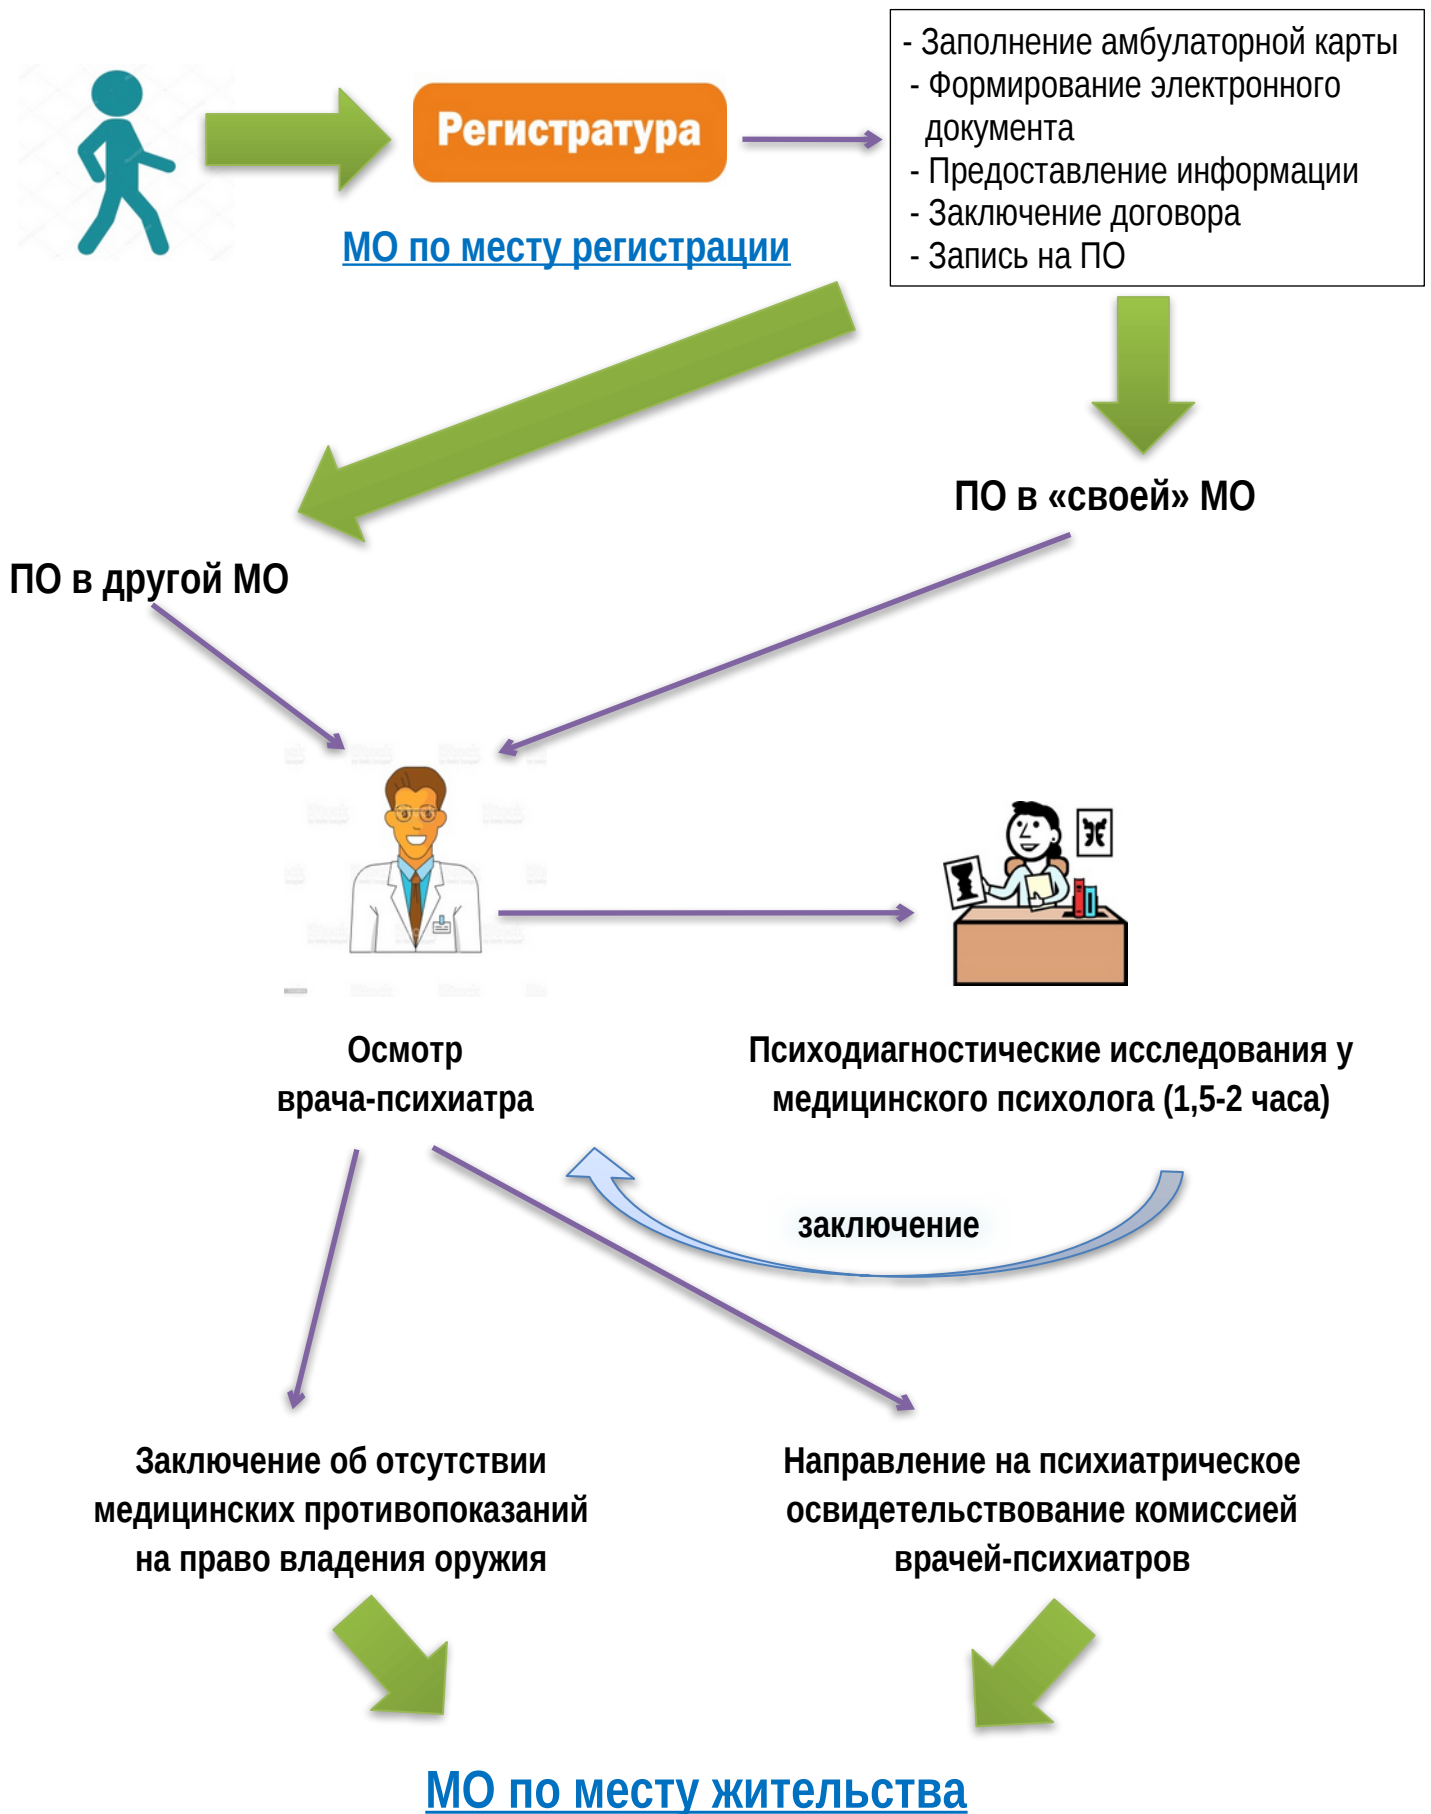 - Заполнение амбулаторной карты
- Формирование электронного
документа
- Предоставление информации
- Заключение договора
- Запись на ПО
Регистратура
МО по месту регистрации
ПО в «своей» МО
ПО в другой МО
Осмотр
врача-психиатра
Психодиагностические исследования у
медицинского психолога (1,5-2 часа)
заключение
Заключение об отсутствии
медицинских противопоказаний
на право владения оружия
Направление на психиатрическое
освидетельствование комиссией
врачей-психиатров
МО по месту жительства